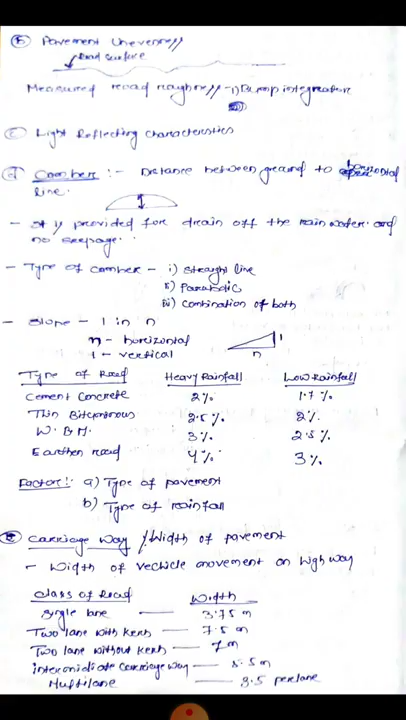 (b) Pavement Unevenness
Road surface
Measured road roughness - i) Bump integrator
(c) Light Reflecting characteristics
(d) Camber :- Distance between ground to horizontal
line.
- It is provided for drain off the rain water and
no seepage.
- Type of camber - i) straight line
ii) Parabolic
iii) Combination of both
- Slope - 1 in n
n - horizontal
1 - vertical
1
n
Type of Road Heavy Rainfall Low Rainfall
Cement Concrete 2% 1.7%
Thin Bituminous 2.5% 2%
W.B.M. 3% 2.5%
Earthen road 4% 3%
Factor :- a) Type of pavement
b) Type of rainfall
Carriage way / Width of pavement
- Width of vechicle movement on highway
Class of Road Width
Single lane — 3.75 m
Two lane with kerb — 7.5 m
Two lane without kerb — 7 m
intermidiate carriage way — 5.5 m
Multilane — 3.5 per lane